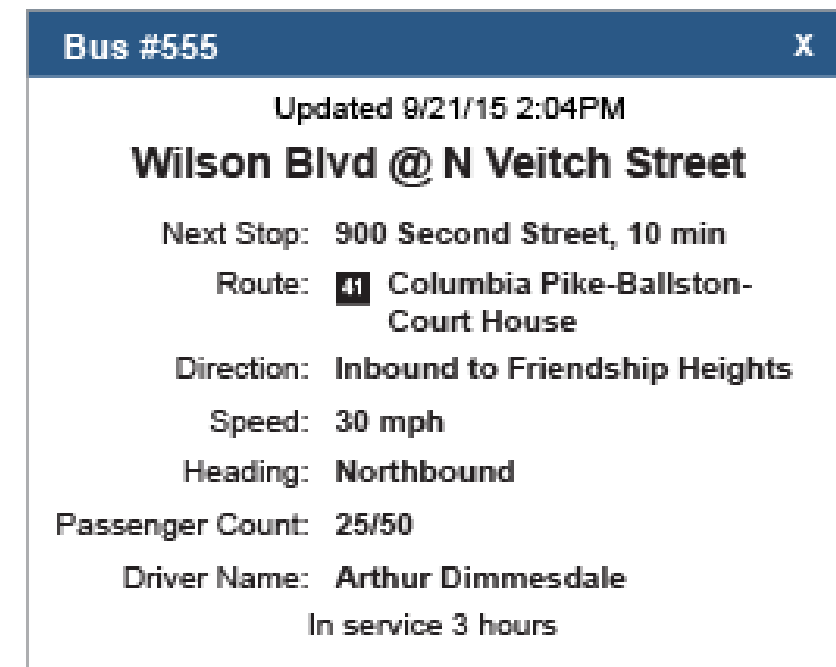 Bus #555 X
Updated 9/21/15 2:04PM
Wilson Blvd @ N Veitch Street
Next Stop: 900 Second Street, 10 min
Route: 41 Columbia Pike-Ballston-
Court House
Direction: Inbound to Friendship Heights
Speed: 30 mph
Heading: Northbound
Passenger Count: 25/50
Driver Name: Arthur Dimmesdale
In service 3 hours